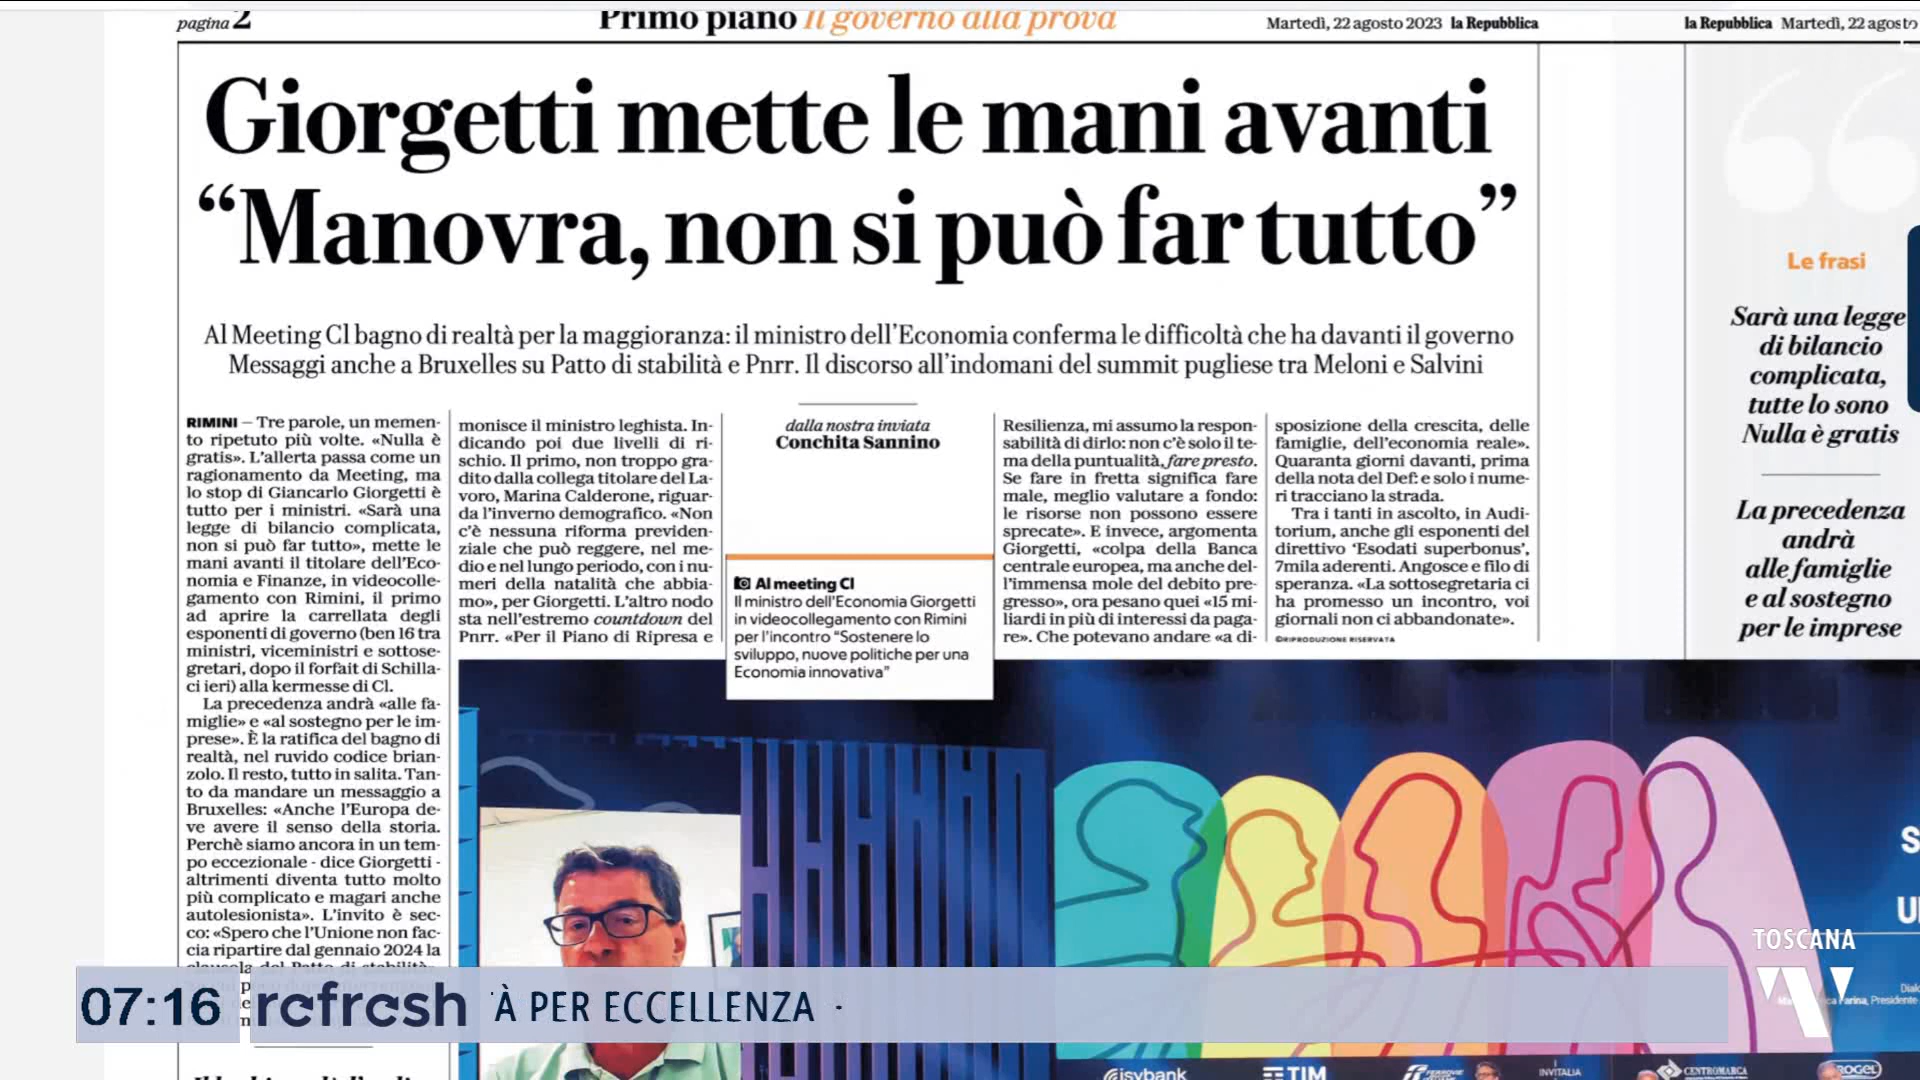 pagina 2
Primo piano Il governo alla prova
Martedì, 22 agosto 2023 la Repubblica
la Repubblica Martedì, 22 agosto
Giorgetti mette le mani avanti
“Manovra, non si può far tutto”
Al Meeting Cl bagno di realtà per la maggioranza: il ministro dell’Economia conferma le difficoltà che ha davanti il governo
Messaggi anche a Bruxelles su Patto di stabilità e Pnrr. Il discorso all’indomani del summit pugliese tra Meloni e Salvini
RIMINI – Tre parole, un memen-
to ripetuto più volte. «Nulla è
gratis». L’allerta passa come un
ragionamento da Meeting, ma
lo stop di Giancarlo Giorgetti è
tutto per i ministri. «Sarà una
legge di bilancio complicata,
non si può far tutto», mette le
mani avanti il titolare dell’Eco-
nomia e Finanze, in videocolle-
gamento con Rimini, il primo
ad aprire la carrellata degli
esponenti di governo (ben 16 tra
ministri, viceministri e sottose-
gretari, dopo il forfait di Schilla-
ci ieri) alla kermesse di Cl.
La precedenza andrà «alle fa-
miglie» e «al sostegno per le im-
prese». È la ratifica del bagno di
realtà, nel ruvido codice brian-
zolo. Il resto, tutto in salita. Tan-
to da mandare un messaggio a
Bruxelles: «Anche l’Europa de-
ve avere il senso della storia.
Perchè siamo ancora in un tem-
po eccezionale - dice Giorgetti -
altrimenti diventa tutto molto
più complicato e magari anche
autolesionista». L’invito è sec-
co: «Spero che l’Unione non fac-
cia ripartire dal gennaio 2024 la
clausola del Patto di stabilità-
monisce il ministro leghista. In-
dicando poi due livelli di ri-
schio. Il primo, non troppo gra-
dito dalla collega titolare del La-
voro, Marina Calderone, riguar-
da l’inverno demografico. «Non
c’è nessuna riforma previden-
ziale che può reggere, nel me-
dio e nel lungo periodo, con i nu-
meri della natalità che abbia-
mo», per Giorgetti. L’altro nodo
sta nell’estremo countdown del
Pnrr. «Per il Piano di Ripresa e
dalla nostra inviata
Conchita Sannino
Al meeting Cl
Il ministro dell’Economia Giorgetti
in videocollegamento con Rimini
per l’incontro “Sostenere lo
sviluppo, nuove politiche per una
Economia innovativa”
Resilienza, mi assumo la respon-
sabilità di dirlo: non c’è solo il te-
ma della puntualità, fare presto.
Se fare in fretta significa fare
male, meglio valutare a fondo:
le risorse non possono essere
sprecate». E invece, argomenta
Giorgetti, «colpa della Banca
centrale europea, ma anche del-
l’immensa mole del debito pre-
gresso», ora pesano quei «15 mi-
liardi in più di interessi da paga-
re». Che potevano andare «a di-
sposizione della crescita, delle
famiglie, dell’economia reale».
Quaranta giorni davanti, prima
della nota del Def: e solo i nume-
ri tracciano la strada.
Tra i tanti in ascolto, in Audi-
torium, anche gli esponenti del
direttivo ‘Esodati superbonus’,
7mila aderenti. Angosce e filo di
speranza. «La sottosegretaria ci
ha promesso un incontro, voi
giornali non ci abbandonate».
©RIPRODUZIONE RISERVATA
Le frasi
Sarà una legge
di bilancio
complicata,
tutte lo sono
Nulla è gratis
La precedenza
andrà
alle famiglie
e al sostegno
per le imprese
S
U
TOSCANA
TV
Farina, Presidente
07:16 refresh 'À PER ECCELLENZA -
isybank
TIM
FERROVIE
INVITALIA
CENTROMARCA
ROGEL